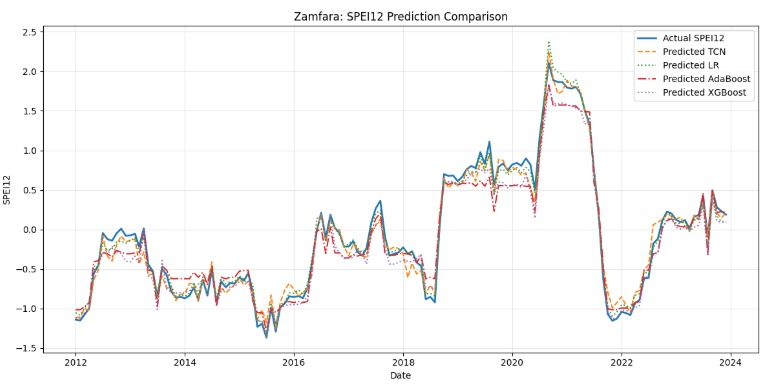 Zamfara: SPEI12 Prediction Comparison
Actual SPEI12
Predicted TCN
Predicted LR
Predicted AdaBoost
Predicted XGBoost
SPEI12
2.5
2.0
1.5
1.0
0.5
0.0
−0.5
−1.0
−1.5
2012
2014
2016
2018
2020
2022
2024
Date